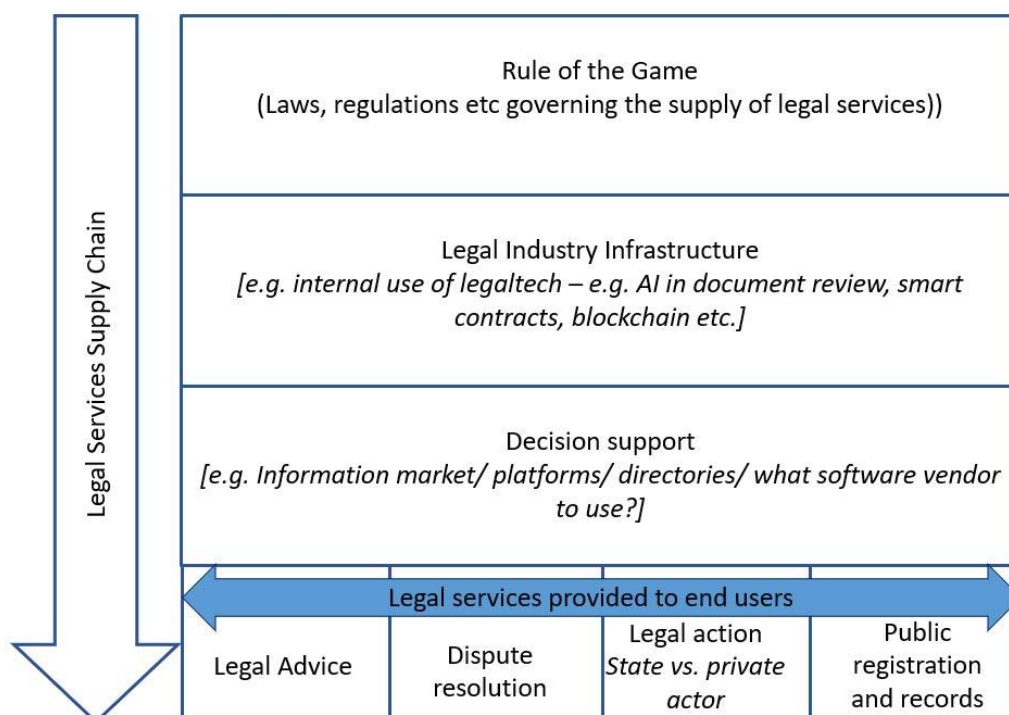 Legal Services Supply Chain
Rule of the Game
(Laws, regulations etc governing the supply of legal services))
Legal Industry Infrastructure
[e.g. internal use of legaltech – e.g. AI in document review, smart
contracts, blockchain etc.]
Decision support
[e.g. Information market/ platforms/ directories/ what software vendor
to use?]
Legal services provided to end users
Legal Advice
Dispute
resolution
Legal action
State vs. private
actor
Public
registration
and records